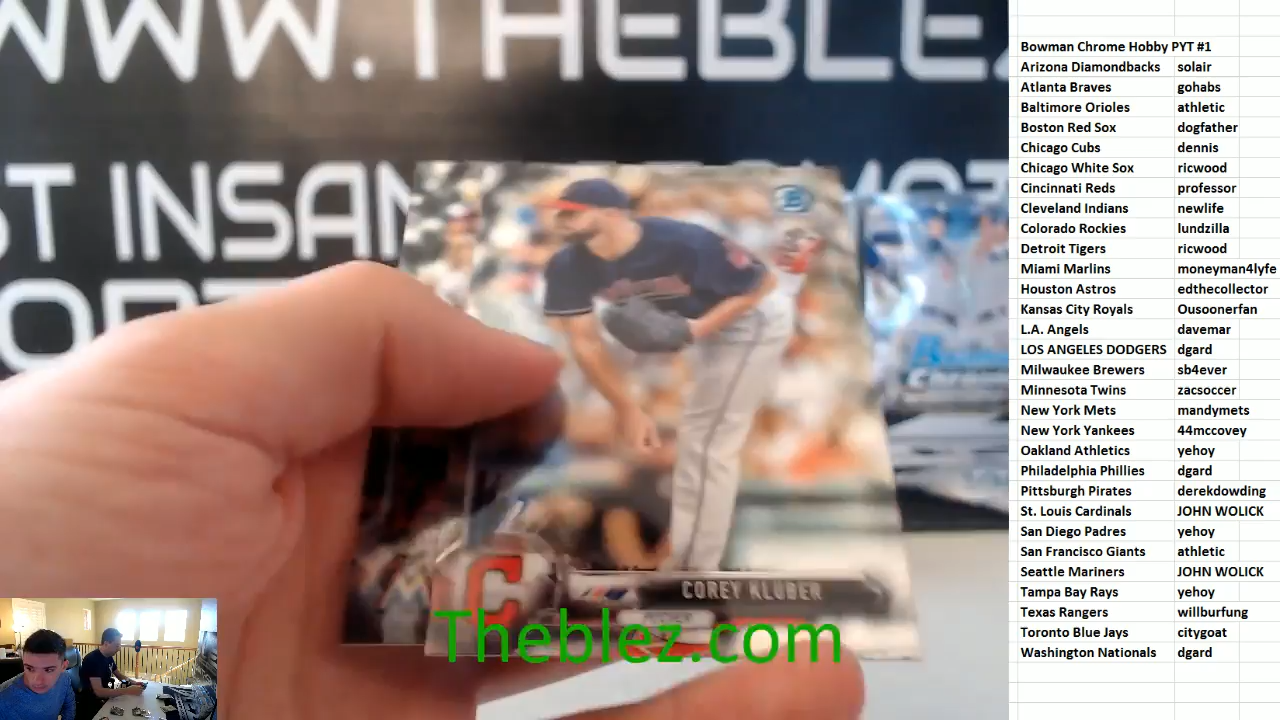 WWW.THEBLEZ
T INSAN
COREY KLUBER
Theblez.com
Bowman Chrome Hobby PYT #1
Arizona Diamondbacks solair
Atlanta Braves gohabs
Baltimore Orioles athletic
Boston Red Sox dogfather
Chicago Cubs dennis
Chicago White Sox ricwood
Cincinnati Reds professor
Cleveland Indians newlife
Colorado Rockies lundzilla
Detroit Tigers ricwood
Miami Marlins moneyman4lyfe
Houston Astros edthecollector
Kansas City Royals Ousoonerfan
L.A. Angels davemar
LOS ANGELES DODGERS dgard
Milwaukee Brewers sb4ever
Minnesota Twins zacsoccer
New York Mets mandymets
New York Yankees 44mccovey
Oakland Athletics yehoy
Philadelphia Phillies dgard
Pittsburgh Pirates derekdowding
St. Louis Cardinals JOHN WOLICK
San Diego Padres yehoy
San Francisco Giants athletic
Seattle Mariners JOHN WOLICK
Tampa Bay Rays yehoy
Texas Rangers willburfung
Toronto Blue Jays citygoat
Washington Nationals dgard